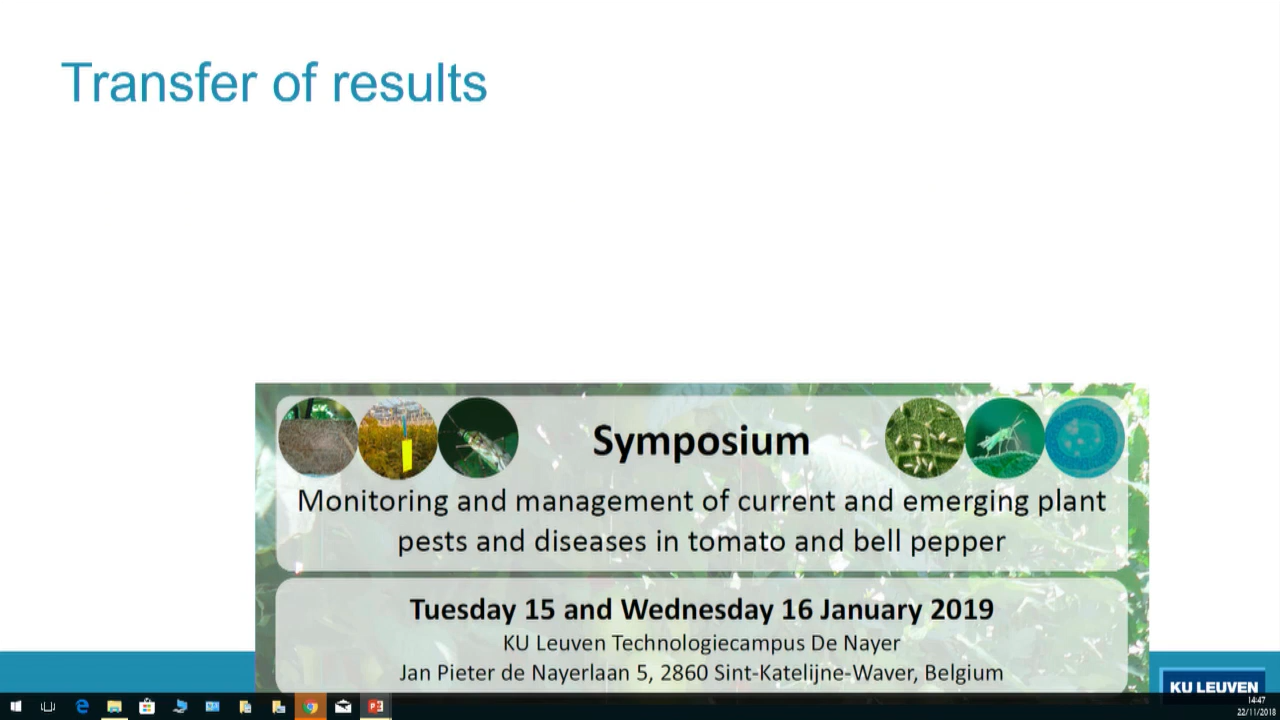 Transfer of results
Symposium
Monitoring and management of current and emerging plant
pests and diseases in tomato and bell pepper
Tuesday 15 and Wednesday 16 January 2019
KU Leuven Technologiecampus De Nayer
Jan Pieter de Nayerlaan 5, 2860 Sint-Katelijne-Waver, Belgium
KU LEUVEN
14:47
22/11/2018